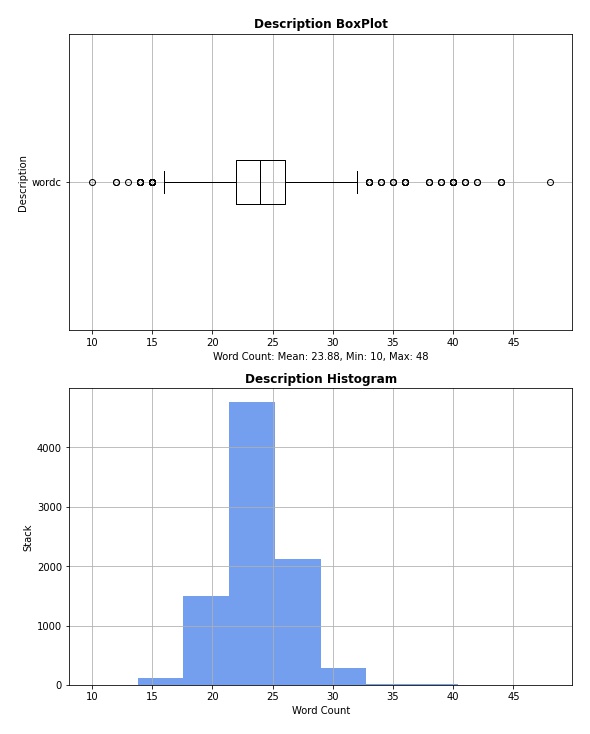 Description BoxPlot
Description
wordc
10 15 20 25 30 35 40 45
Word Count: Mean: 23.88, Min: 10, Max: 48
Description Histogram
Stack
4000
3000
2000
1000
0
10 15 20 25 30 35 40 45
Word Count